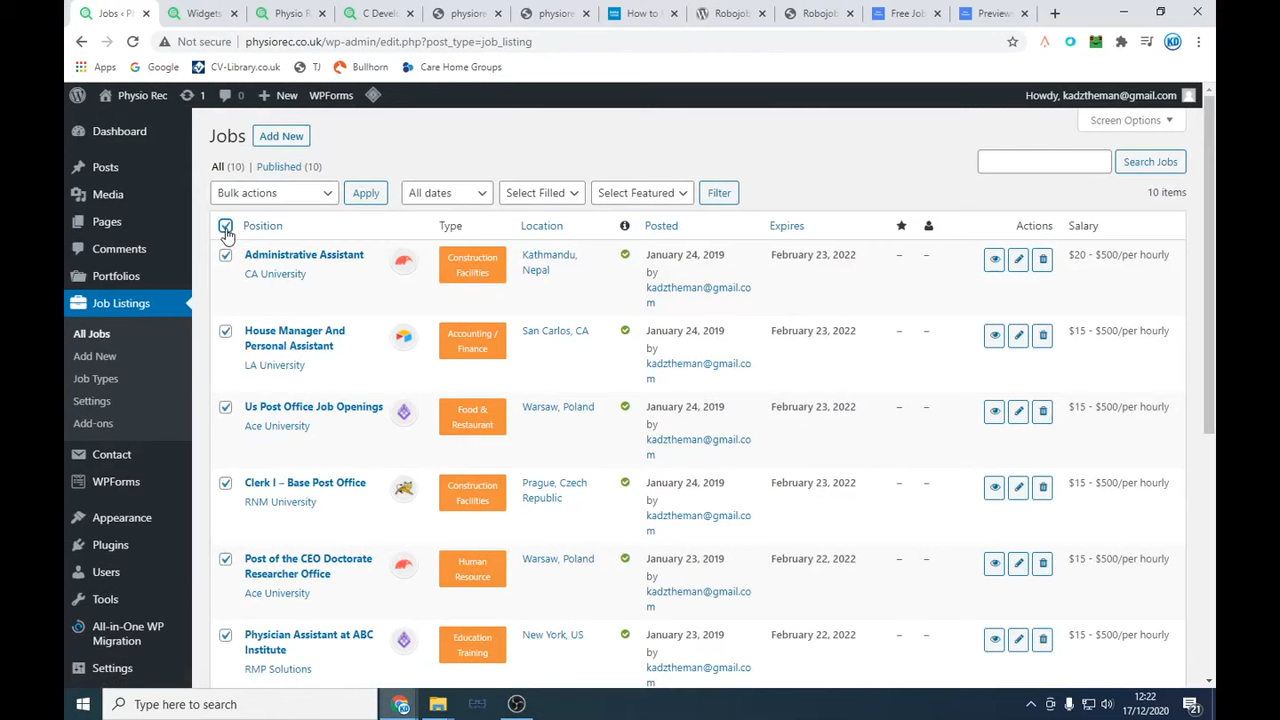 Jobs ‹ P
Widgets
Physio R
C Develo
physiore
physiore
How to I
Robojob
Robojob
Free Job
Preview
Not secure
physiorec.co.uk/wp-admin/edit.php?post_type=job_listing
KD
Apps
Google
CV-Library.co.uk
TJ
Bullhorn
Care Home Groups
Physio Rec
1
0
New
WPForms
Howdy, kadztheman@gmail.com
Dashboard
Posts
Media
Pages
Comments
Portfolios
Job Listings
All Jobs
Add New
Job Types
Settings
Add-ons
Contact
WPForms
Appearance
Plugins
Users
Tools
All-in-One WP
Migration
Settings
Screen Options
Jobs
Add New
All (10) | Published (10)
Search Jobs
Bulk actions
Apply
All dates
Select Filled
Select Featured
Filter
10 items
Position
Type
Location
Posted
Expires
Actions
Salary
Administrative Assistant
CA University
Construction
Facilities
Kathmandu,
Nepal
January 24, 2019
by
kadztheman@gmail.co
m
February 23, 2022
–
–
$20 - $500/per hourly
House Manager And
Personal Assistant
LA University
Accounting /
Finance
San Carlos, CA
January 24, 2019
by
kadztheman@gmail.co
m
February 23, 2022
–
–
$15 - $500/per hourly
Us Post Office Job Openings
Ace University
Food &
Restaurant
Warsaw, Poland
January 24, 2019
by
kadztheman@gmail.co
m
February 23, 2022
–
–
$15 - $500/per hourly
Clerk I – Base Post Office
RNM University
Construction
Facilities
Prague, Czech
Republic
January 24, 2019
by
kadztheman@gmail.co
m
February 23, 2022
–
–
$15 - $500/per hourly
Post of the CEO Doctorate
Researcher Office
Ace University
Human
Resource
Warsaw, Poland
January 23, 2019
by
kadztheman@gmail.co
m
February 22, 2022
–
–
$15 - $500/per hourly
Physician Assistant at ABC
Institute
RMP Solutions
Education
Training
New York, US
January 23, 2019
by
kadztheman@gmail.co
m
February 22, 2022
–
–
$15 - $500/per hourly
Type here to search
12:22
17/12/2020
21